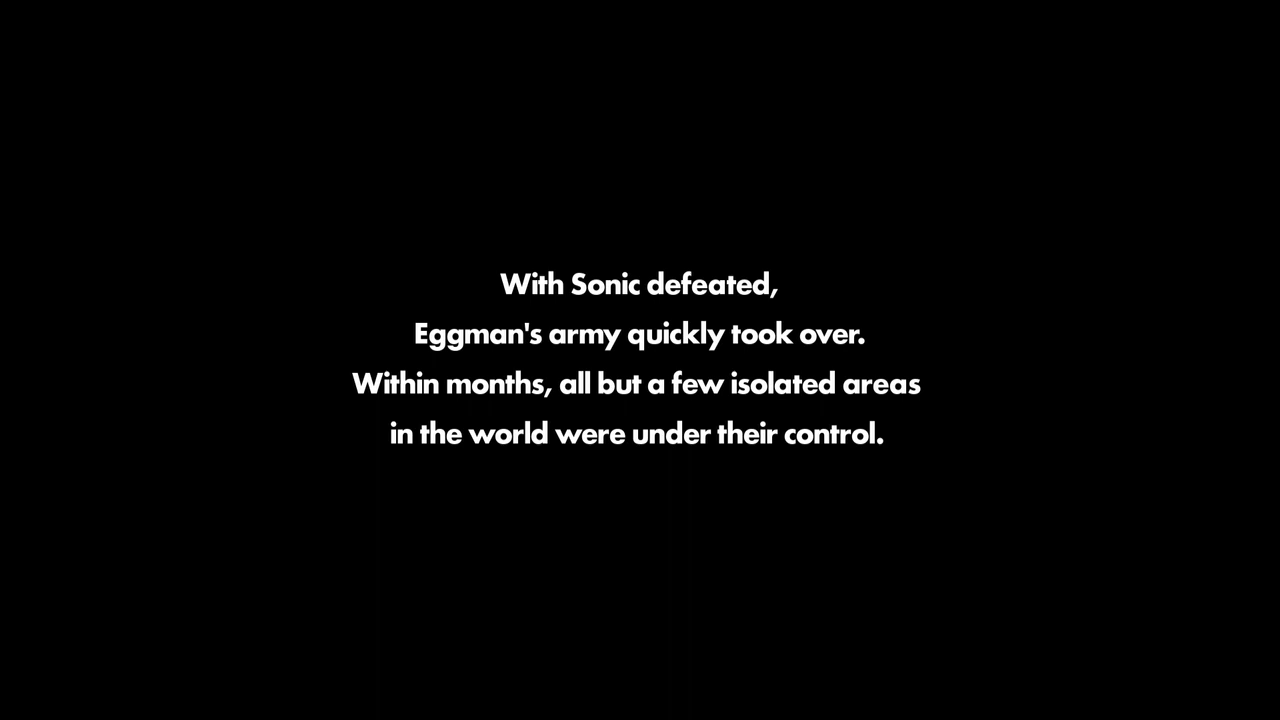 With Sonic defeated,
Eggman's army quickly took over.
Within months, all but a few isolated areas
in the world were under their control.